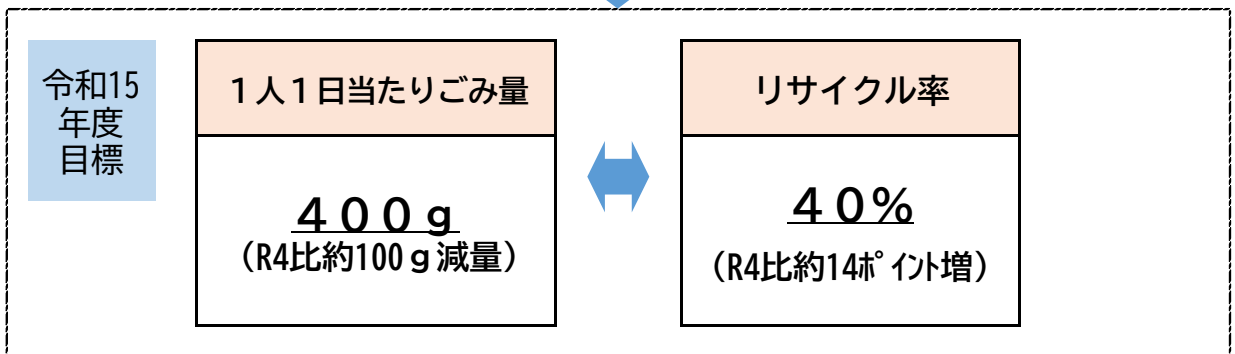 令和15
年度
目標
１人１日当たりごみ量
４００ｇ
（R4比約100ｇ減量）
リサイクル率
４０％
（R4比約14ﾎﾟｲﾝﾄ増）